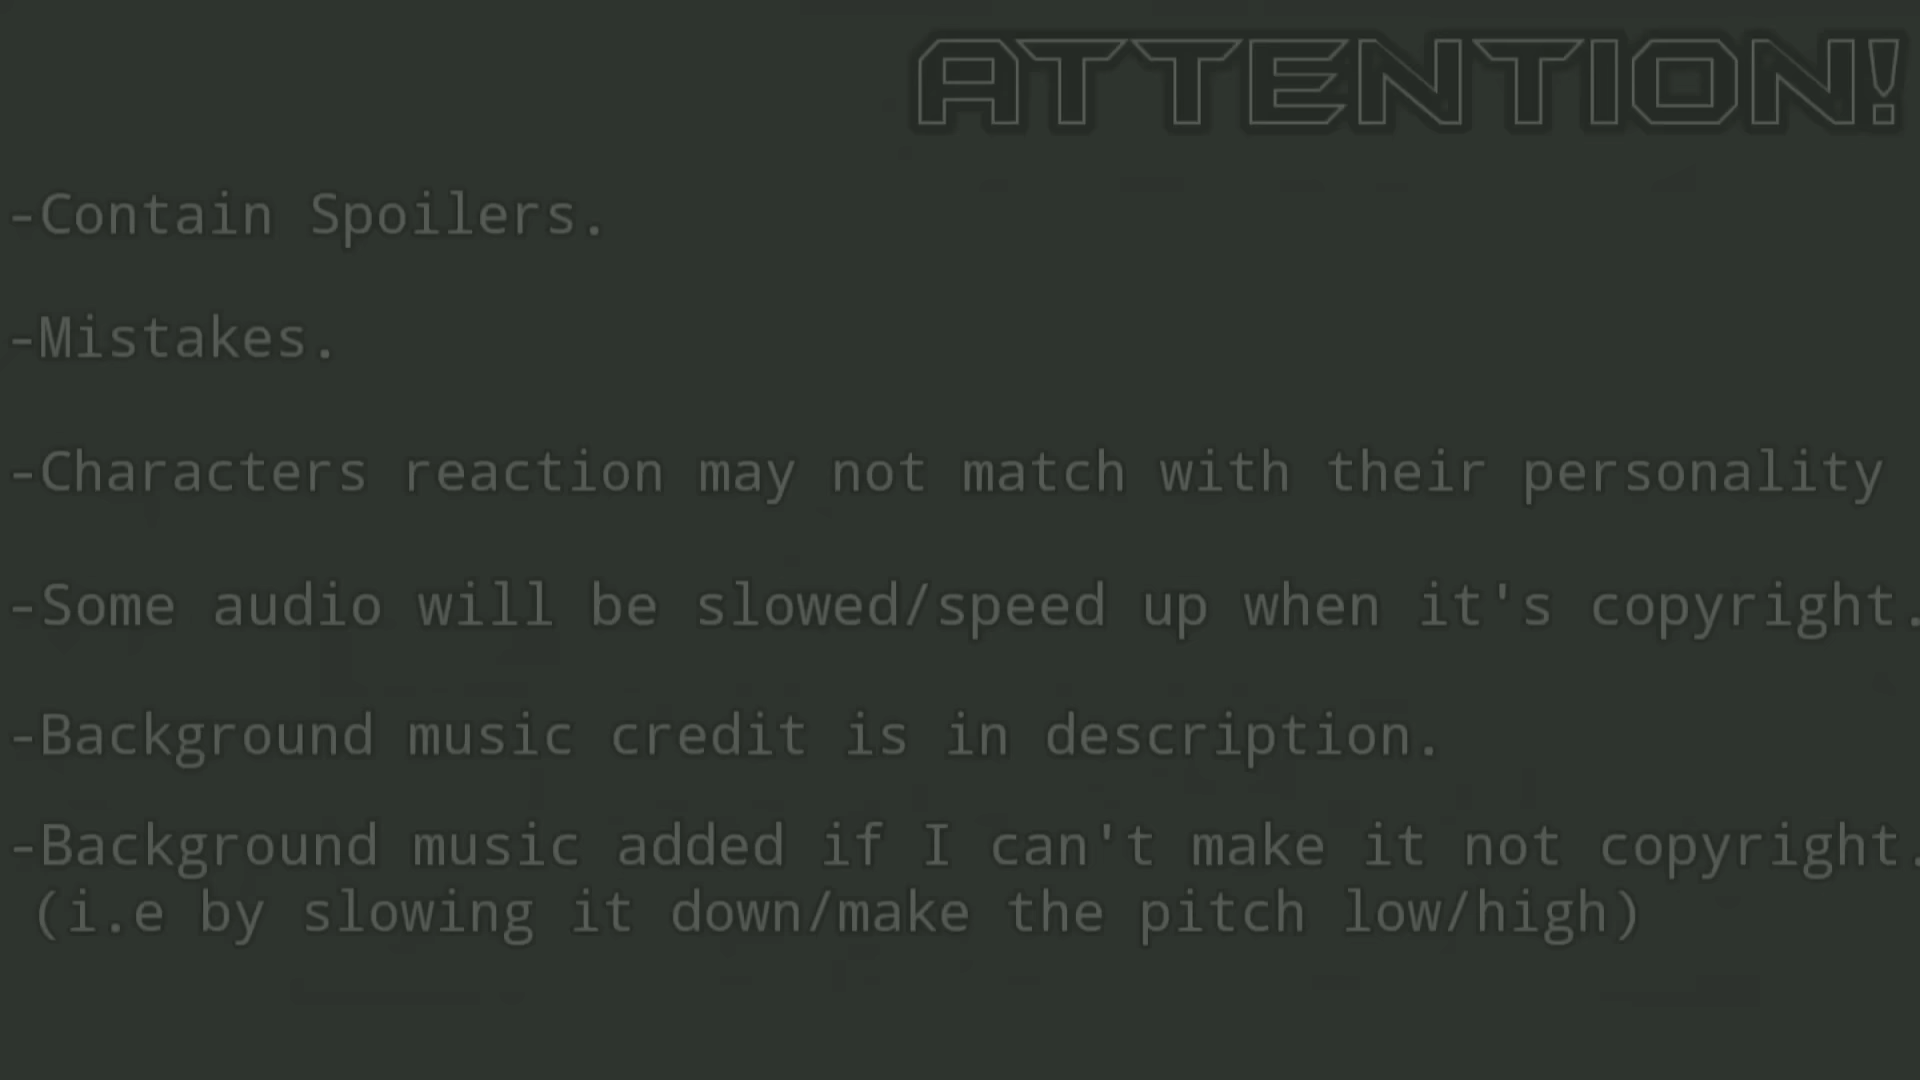 ATTENTION!
-Contain Spoilers.
-Mistakes.
-Characters reaction may not match with their personality
-Some audio will be slowed/speed up when it's copyright.
-Background music credit is in description.
-Background music added if I can't make it not copyright.
(i.e by slowing it down/make the pitch low/high)